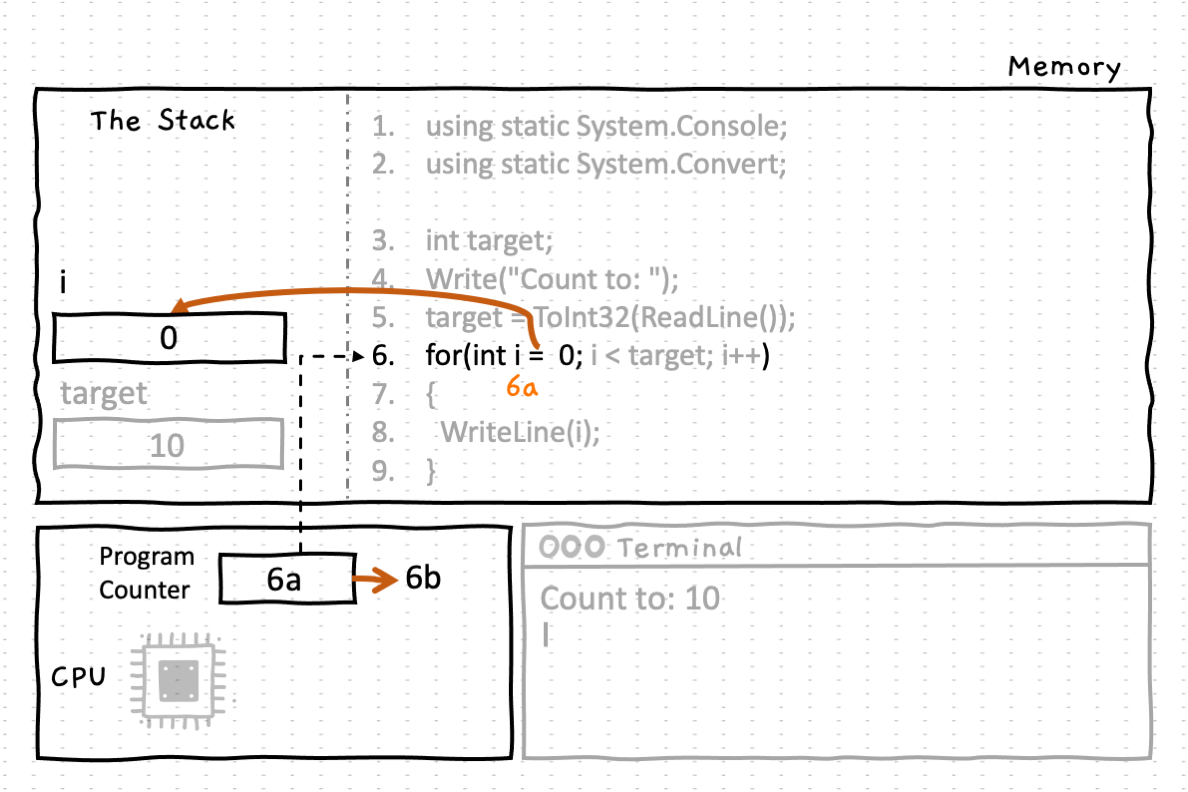 Memory
The Stack
1. using static System.Console;
2. using static System.Convert;
3. int target;
4. Write("Count to: ");
5. target = ToInt32(ReadLine());
6. for(int i = 0; i < target; i++)
6a
7. {
8. WriteLine(i);
9. }
i
0
target
10
Program
Counter
6a
6b
CPU
Terminal
Count to: 10